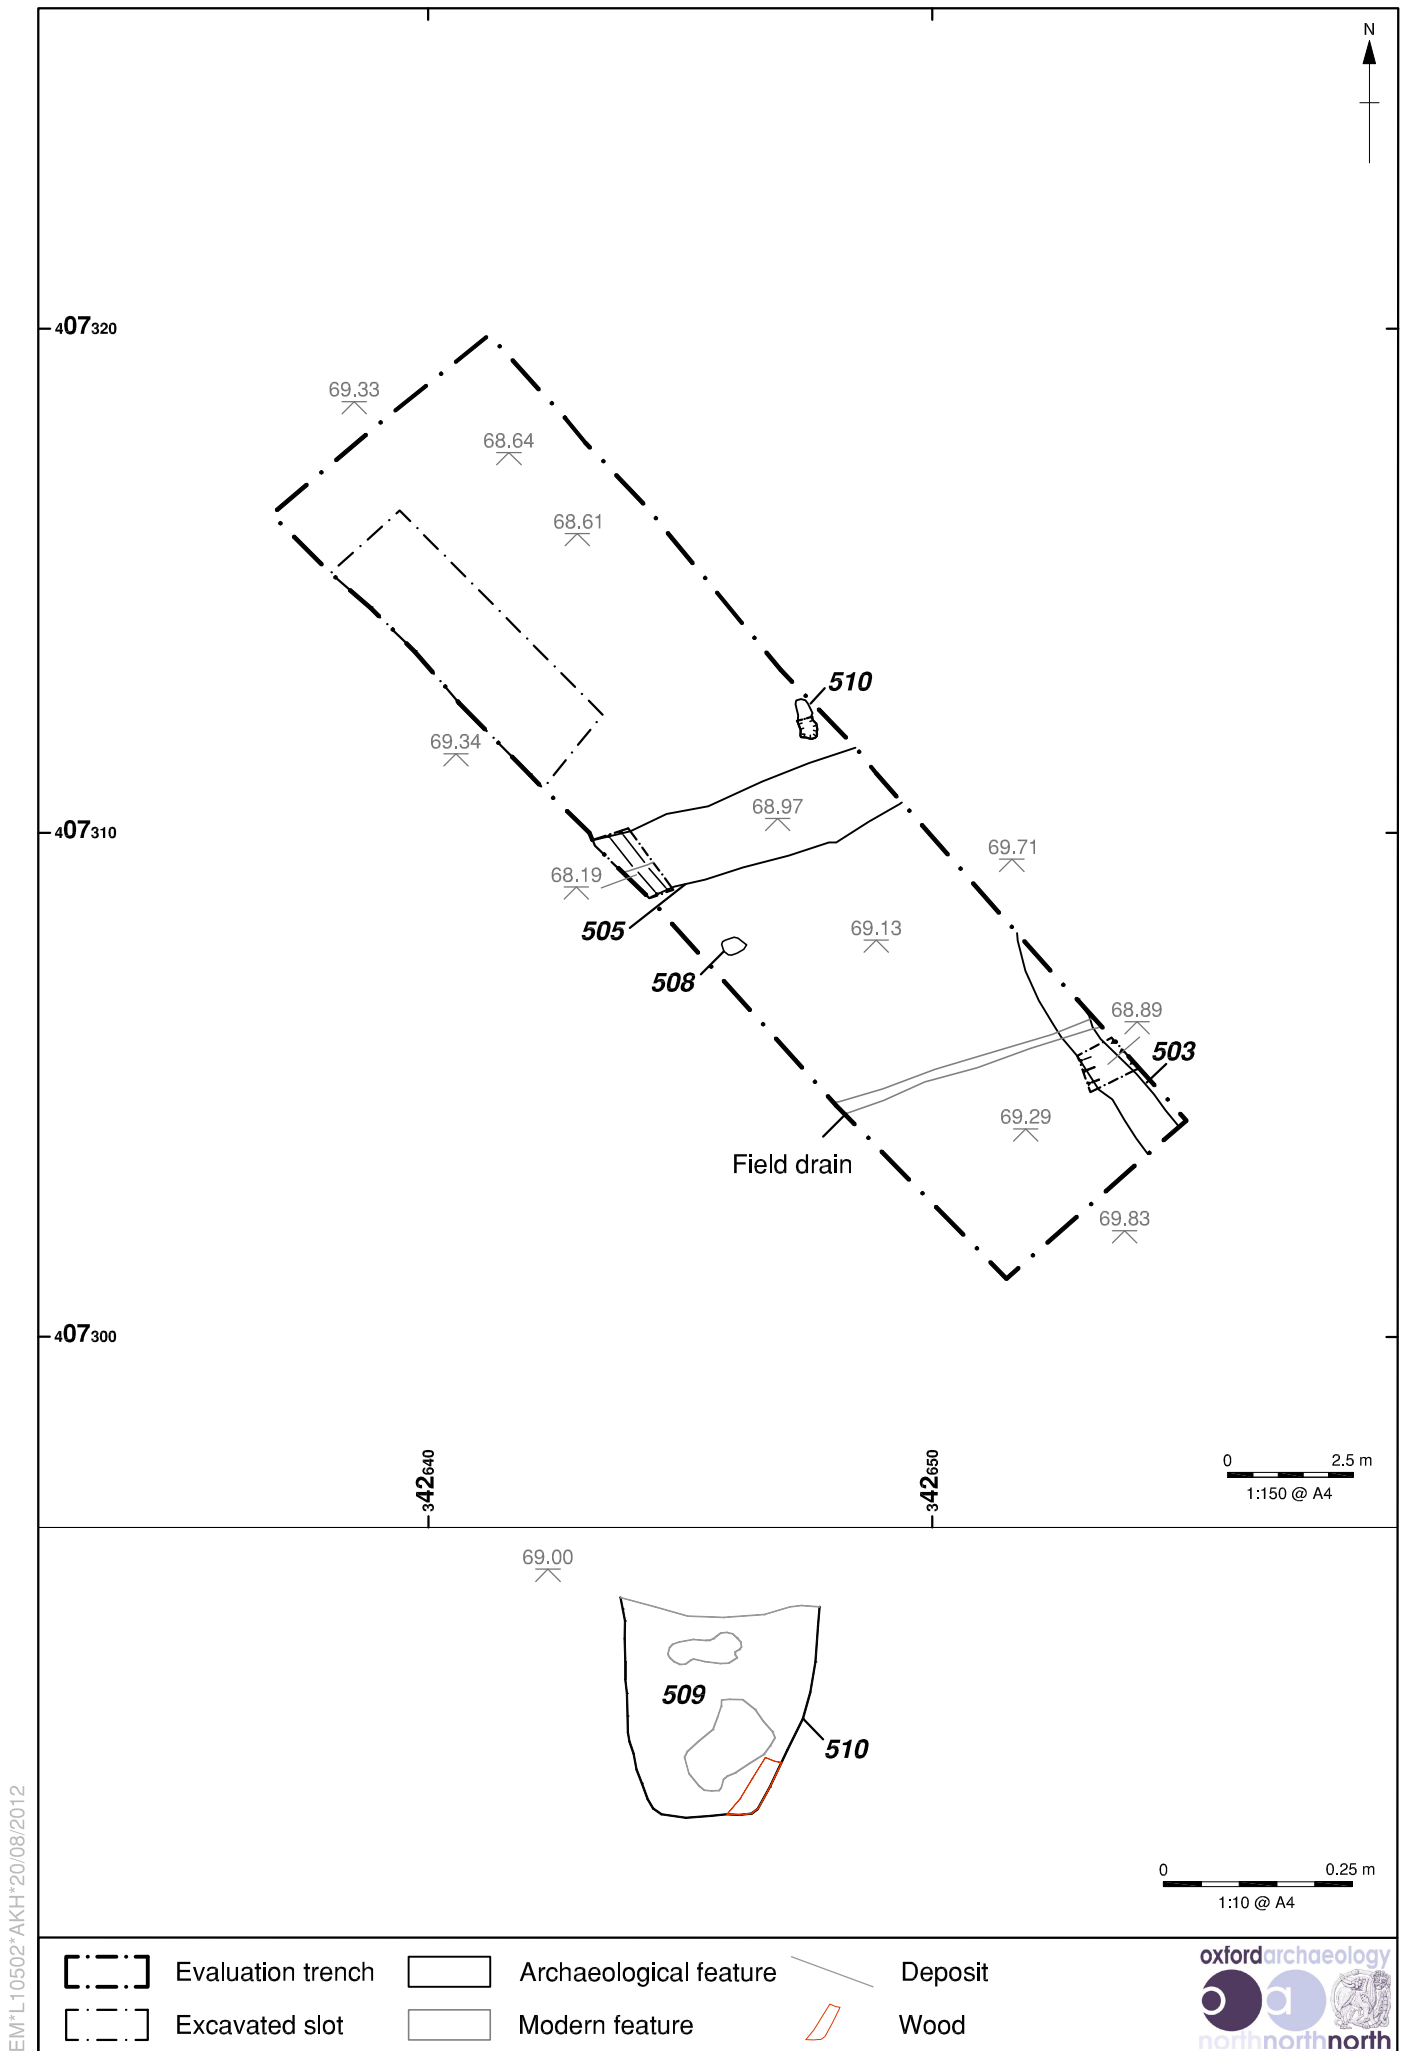 N
407320
69.33
68.64
68.61
510
69.34
68.97
407310
69.71
68.19
505
69.13
508
68.89
503
69.29
Field drain
69.83
407300
342640
342650
0 2.5 m
1:150 @ A4
69.00
509
510
0 0.25 m
1:10 @ A4
EM*L10502*AKH*20/08/2012
Evaluation trench
Archaeological feature
Deposit
Excavated slot
Modern feature
Wood
oxfordarchaeology
oa
northnorthnorth